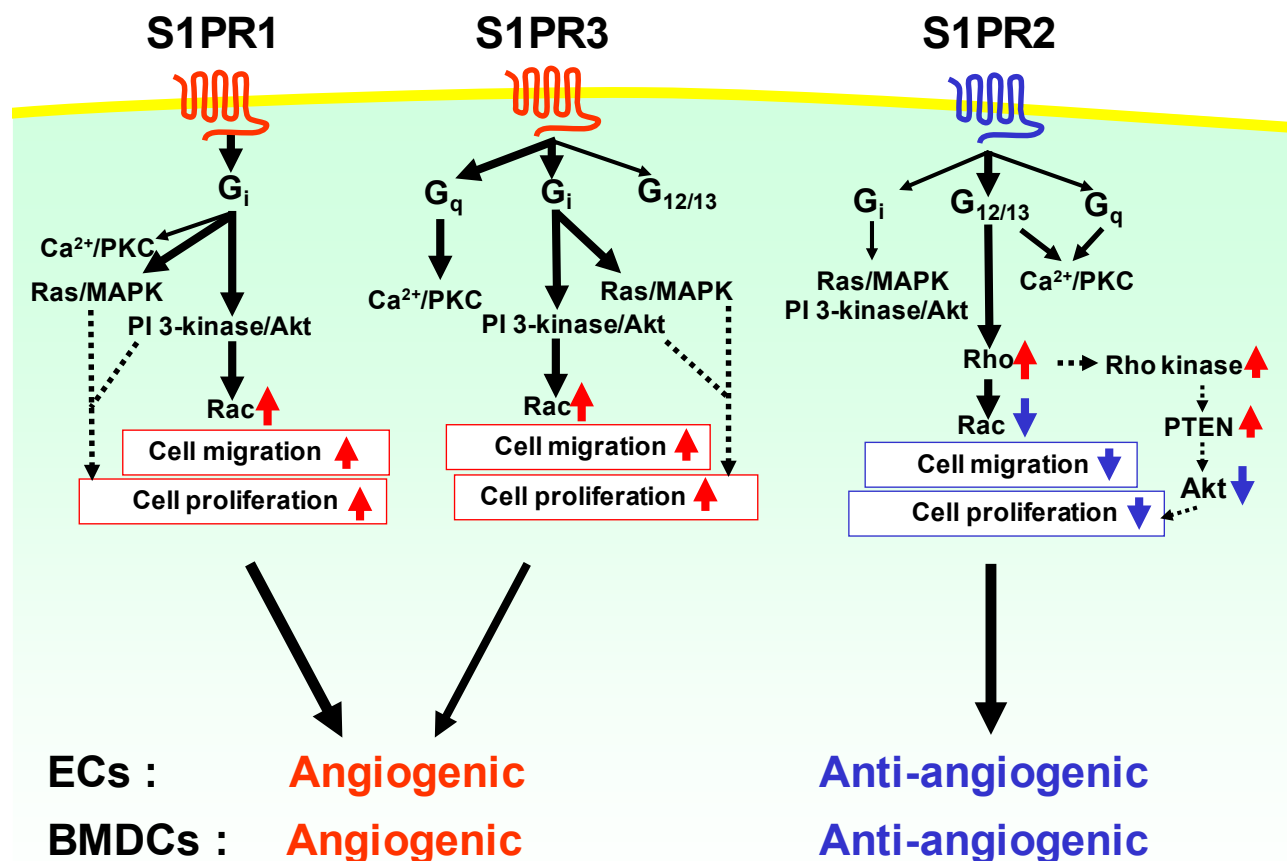 S1PR1
S1PR3
S1PR2
Gi
Gq
Gi
G12/13
Gi
G12/13
Gq
Ca2+/PKC
Ras/MAPK
PI 3-kinase/Akt
Rac
Cell migration
Cell proliferation
Ca2+/PKC
Ras/MAPK
PI 3-kinase/Akt
Rac
Cell migration
Cell proliferation
Ras/MAPK
PI 3-kinase/Akt
Ca2+/PKC
Rho
Rho kinase
Rac
PTEN
Akt
Cell migration
Cell proliferation
ECs : Angiogenic Anti-angiogenic
BMDCs : Angiogenic Anti-angiogenic